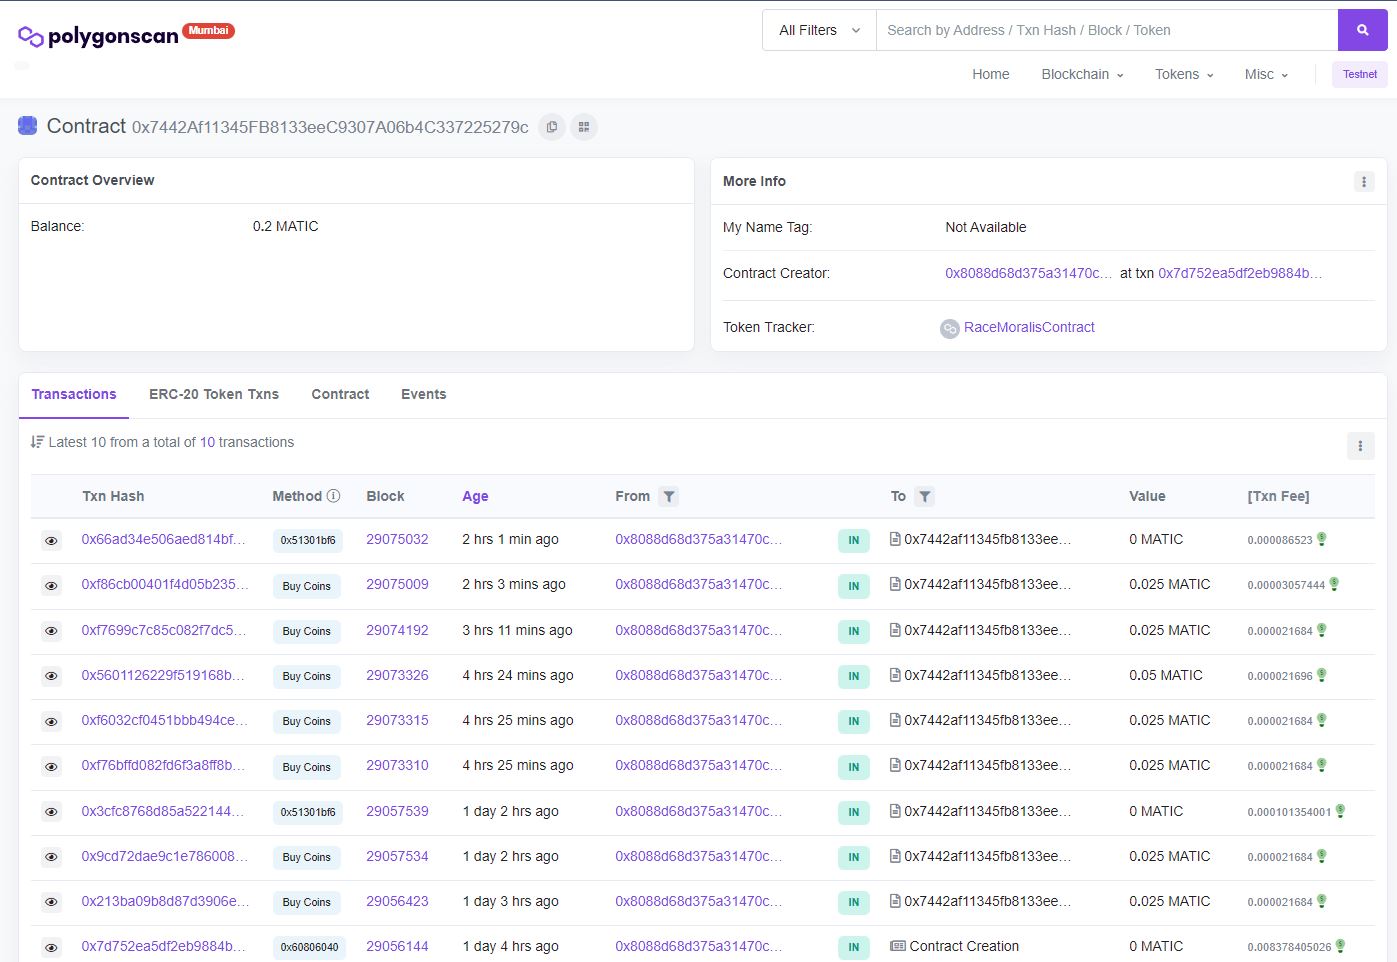 polygonscan Mumbai
All Filters
Search by Address / Txn Hash / Block / Token
Home Blockchain Tokens Misc Testnet
Contract 0x7442Af11345FB8133eeC9307A06b4C337225279c
Contract Overview
Balance: 0.2 MATIC
More Info
My Name Tag: Not Available
Contract Creator: 0x8088d68d375a31470c... at txn 0x7d752ea5df2eb9884b...
Token Tracker: RaceMoralisContract
Transactions ERC-20 Token Txns Contract Events
Latest 10 from a total of 10 transactions
Txn Hash Method Block Age From To Value [Txn Fee]
0x66ad34e506aed814bf... 0x51301bf6 29075032 2 hrs 1 min ago 0x8088d68d375a31470c... IN 0x7442af11345fb8133ee... 0 MATIC 0.000086523
0xf86cb00401f4d05b235... Buy Coins 29075009 2 hrs 3 mins ago 0x8088d68d375a31470c... IN 0x7442af11345fb8133ee... 0.025 MATIC 0.00003057444
0xf7699c7c85c082f7dc5... Buy Coins 29074192 3 hrs 11 mins ago 0x8088d68d375a31470c... IN 0x7442af11345fb8133ee... 0.025 MATIC 0.000021684
0x5601126229f519168b... Buy Coins 29073326 4 hrs 24 mins ago 0x8088d68d375a31470c... IN 0x7442af11345fb8133ee... 0.05 MATIC 0.000021696
0xf6032cf0451bbb494ce... Buy Coins 29073315 4 hrs 25 mins ago 0x8088d68d375a31470c... IN 0x7442af11345fb8133ee... 0.025 MATIC 0.000021684
0xf76bffd082fd6f3a8ff8b... Buy Coins 29073310 4 hrs 25 mins ago 0x8088d68d375a31470c... IN 0x7442af11345fb8133ee... 0.025 MATIC 0.000021684
0x3cfc8768d85a522144... 0x51301bf6 29057539 1 day 2 hrs ago 0x8088d68d375a31470c... IN 0x7442af11345fb8133ee... 0 MATIC 0.000101354001
0x9cd72dae9c1e786008... Buy Coins 29057534 1 day 2 hrs ago 0x8088d68d375a31470c... IN 0x7442af11345fb8133ee... 0.025 MATIC 0.000021684
0x213ba09b8d87d3906e... Buy Coins 29056423 1 day 3 hrs ago 0x8088d68d375a31470c... IN 0x7442af11345fb8133ee... 0.025 MATIC 0.000021684
0x7d752ea5df2eb9884b... 0x60806040 29056144 1 day 4 hrs ago 0x8088d68d375a31470c... IN Contract Creation 0 MATIC 0.008378405026